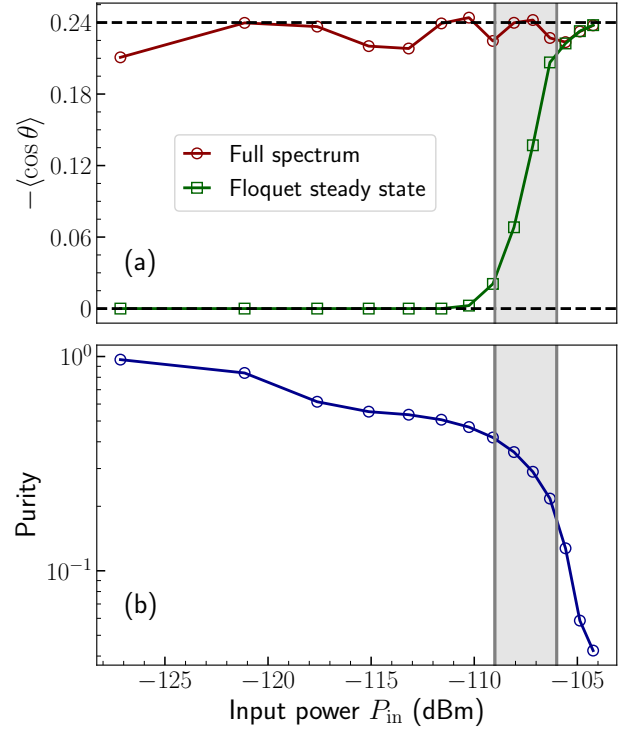 0.24
0.18
0.12
0.06
0
−⟨cos θ⟩
Full spectrum
Floquet steady state
(a)
10⁰
10⁻¹
Purity
(b)
−125 −120 −115 −110 −105
Input power P_in (dBm)